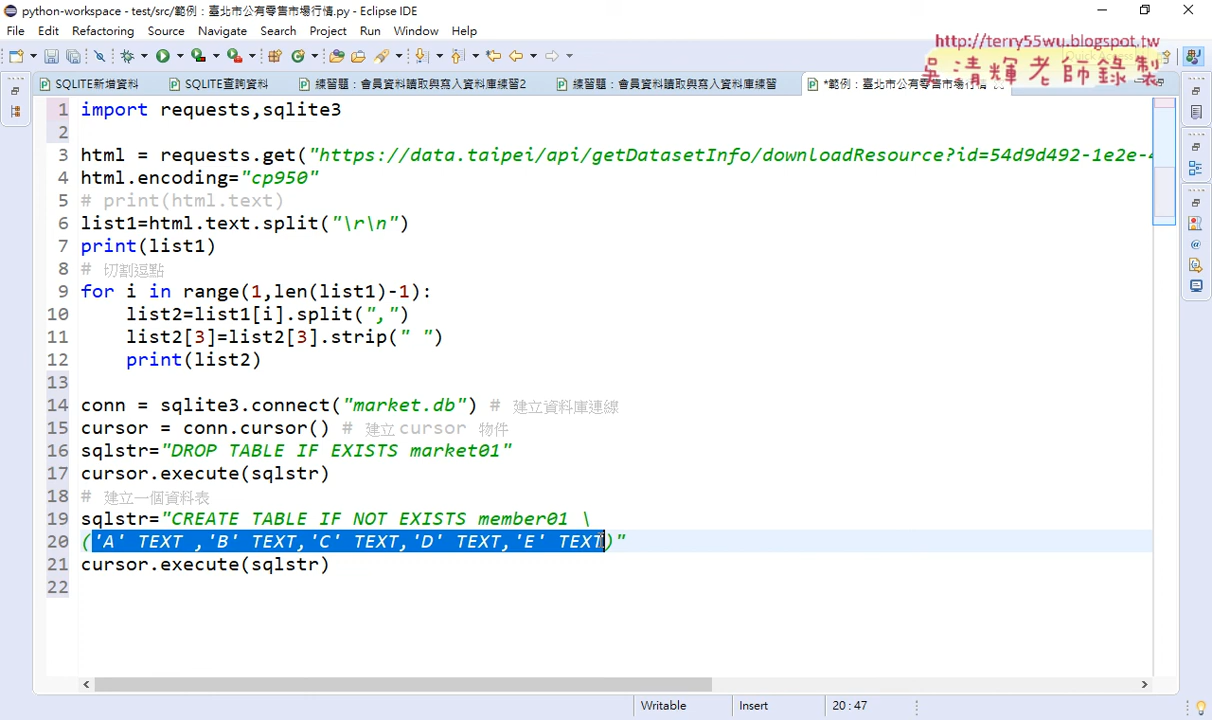 python-workspace - test/src/範例：臺北市公有零售市場行情.py - Eclipse IDE
File Edit Refactoring Source Navigate Search Project Run Window Help
http://terry55wu.blogspot.tw
吳清輝老師錄製
SQLITE新增資料 SQLITE查詢資料 練習題：會員資料讀取與寫入資料庫練習2 練習題：會員資料讀取與寫入資料庫練習 *範例：臺北市公有零售市場行情
1 import requests,sqlite3
2
3 html = requests.get("https://data.taipei/api/getDatasetInfo/downloadResource?id=54d9d492-1e2e-
4 html.encoding="cp950"
5 # print(html.text)
6 list1=html.text.split("\r\n")
7 print(list1)
8 # 切割逗點
9 for i in range(1,len(list1)-1):
10 list2=list1[i].split(",")
11 list2[3]=list2[3].strip(" ")
12 print(list2)
13
14 conn = sqlite3.connect("market.db") # 建立資料庫連線
15 cursor = conn.cursor() # 建立 cursor 物件
16 sqlstr="DROP TABLE IF EXISTS market01"
17 cursor.execute(sqlstr)
18 # 建立一個資料表
19 sqlstr="CREATE TABLE IF NOT EXISTS member01 \
20 ('A' TEXT ,'B' TEXT,'C' TEXT,'D' TEXT,'E' TEXT)"
21 cursor.execute(sqlstr)
22
Writable Insert 20 : 47